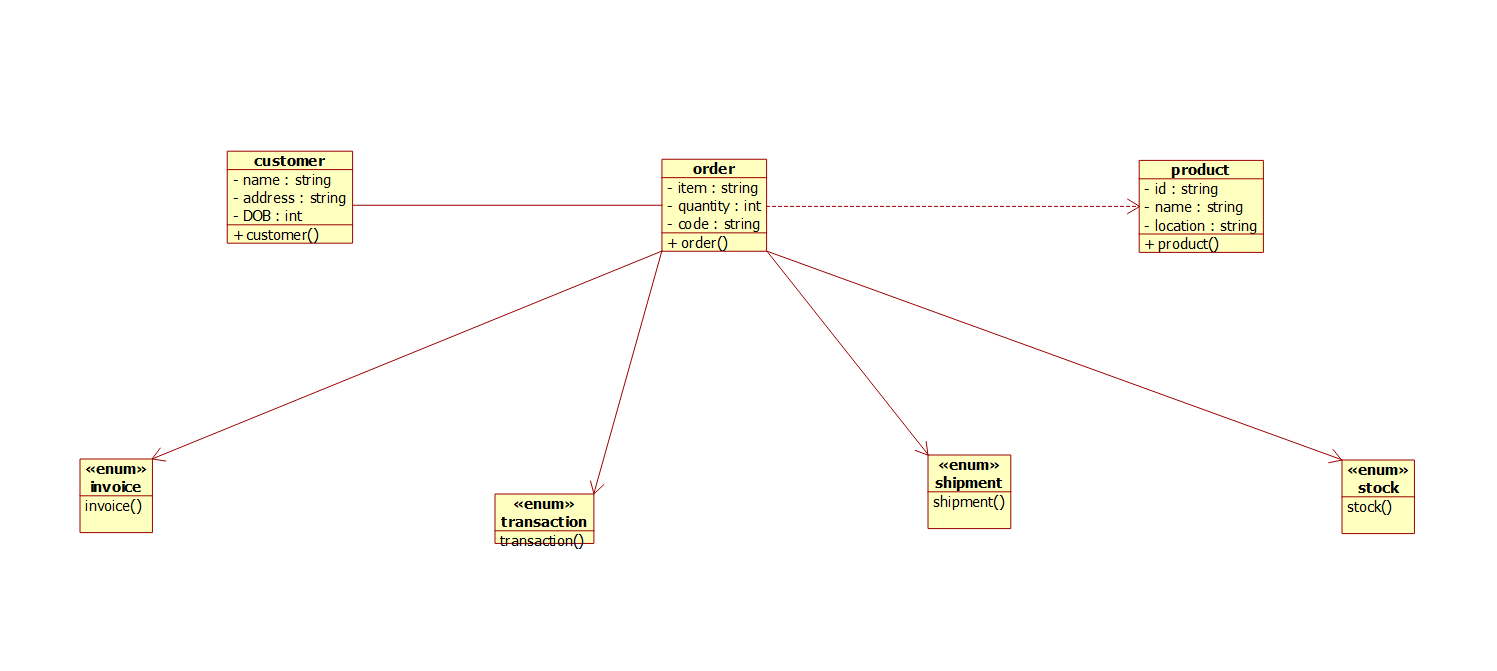 customer
- name : string
- address : string
- DOB : int
+ customer()
order
- item : string
- quantity : int
- code : string
+ order()
product
- id : string
- name : string
- location : string
+ product()
«enum»
invoice
invoice()
«enum»
transaction
transaction()
«enum»
shipment
shipment()
«enum»
stock
stock()